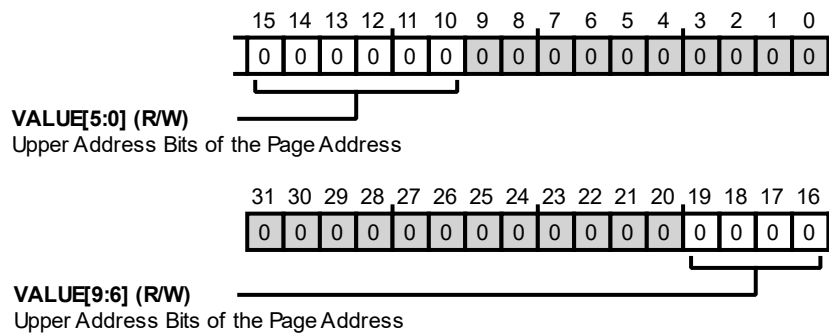 15 14 13 12 11 10 9 8 7 6 5 4 3 2 1 0
0 0 0 0 0 0 0 0 0 0 0 0 0 0 0 0
VALUE[5:0] (R/W)
Upper Address Bits of the Page Address
31 30 29 28 27 26 25 24 23 22 21 20 19 18 17 16
0 0 0 0 0 0 0 0 0 0 0 0 0 0 0 0
VALUE[9:6] (R/W)
Upper Address Bits of the Page Address